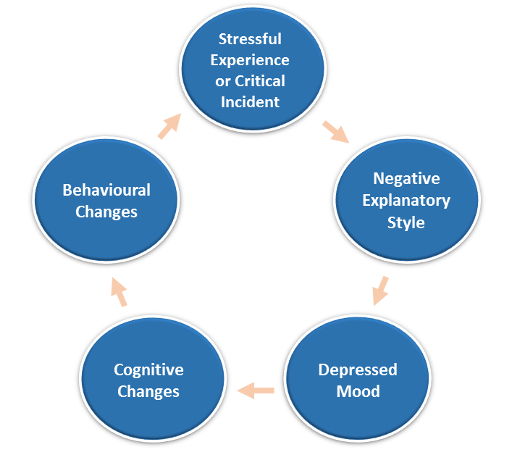 Stressful
Experience
or Critical
Incident
Negative
Explanatory
Style
Depressed
Mood
Cognitive
Changes
Behavioural
Changes